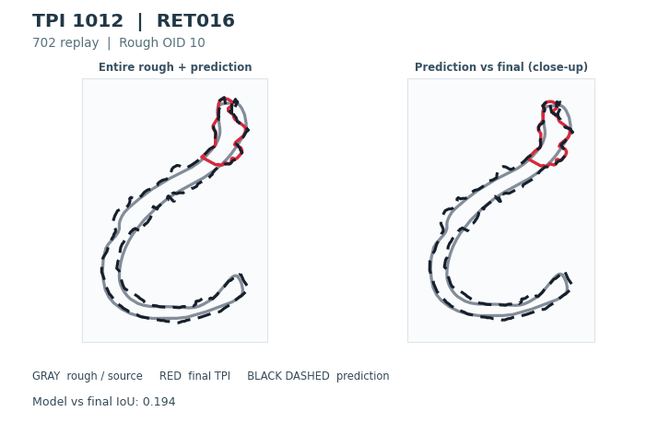 TPI 1012 | RET016
702 replay | Rough OID 10
Entire rough + prediction
Prediction vs final (close-up)
GRAY rough / source RED final TPI BLACK DASHED prediction
Model vs final IoU: 0.194